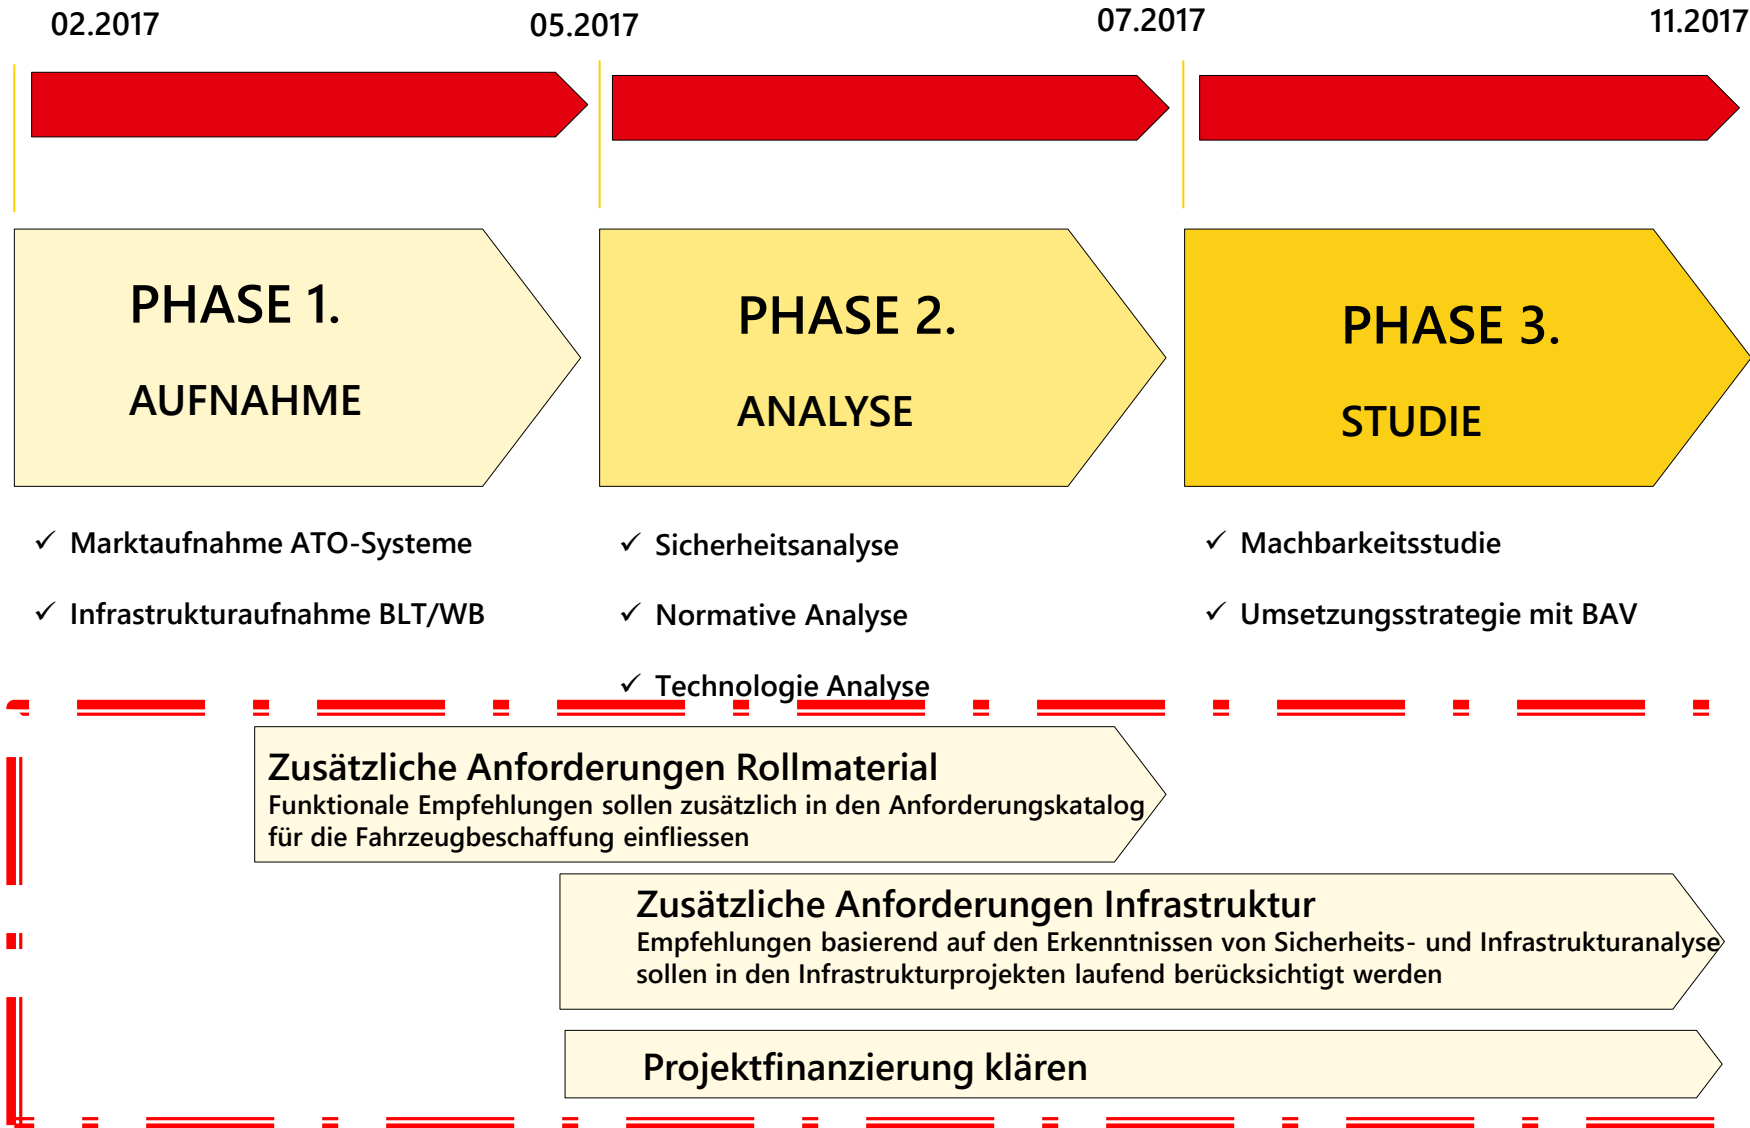 02.2017
05.2017
07.2017
11.2017
PHASE 1.
AUFNAHME
PHASE 2.
ANALYSE
PHASE 3.
STUDIE
✓ Marktaufnahme ATO-Systeme
✓ Infrastrukturaufnahme BLT/WB
✓ Sicherheitsanalyse
✓ Normative Analyse
✓ Technologie Analyse
✓ Machbarkeitsstudie
✓ Umsetzungsstrategie mit BAV
Zusätzliche Anforderungen Rollmaterial
Funktionale Empfehlungen sollen zusätzlich in den Anforderungskatalog
für die Fahrzeugbeschaffung einfliessen
Zusätzliche Anforderungen Infrastruktur
Empfehlungen basierend auf den Erkenntnissen von Sicherheits- und Infrastrukturanalyse
sollen in den Infrastrukturprojekten laufend berücksichtigt werden
Projektfinanzierung klären